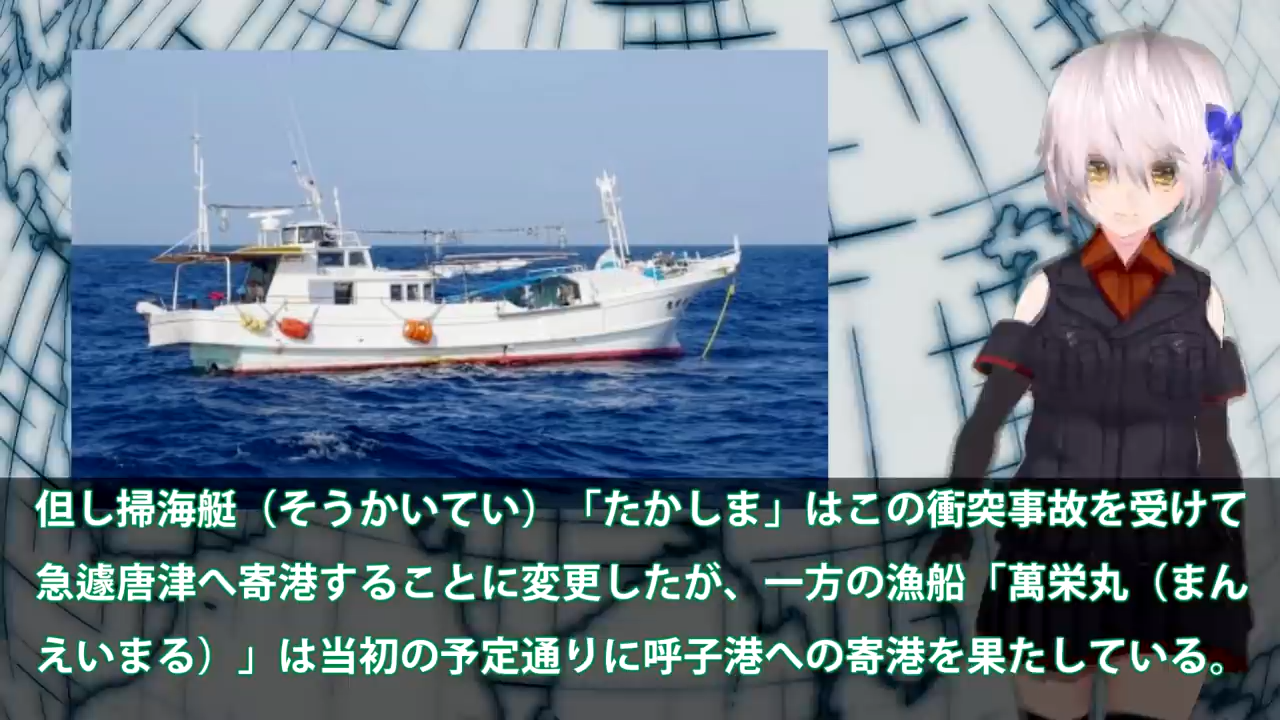 但し掃海艇（そうかいてい）「たかしま」はこの衝突事故を受けて
急遽唐津へ寄港することに変更したが、一方の漁船「萬栄丸（まん
えいまる）」は当初の予定通りに呼子港への寄港を果たしている。